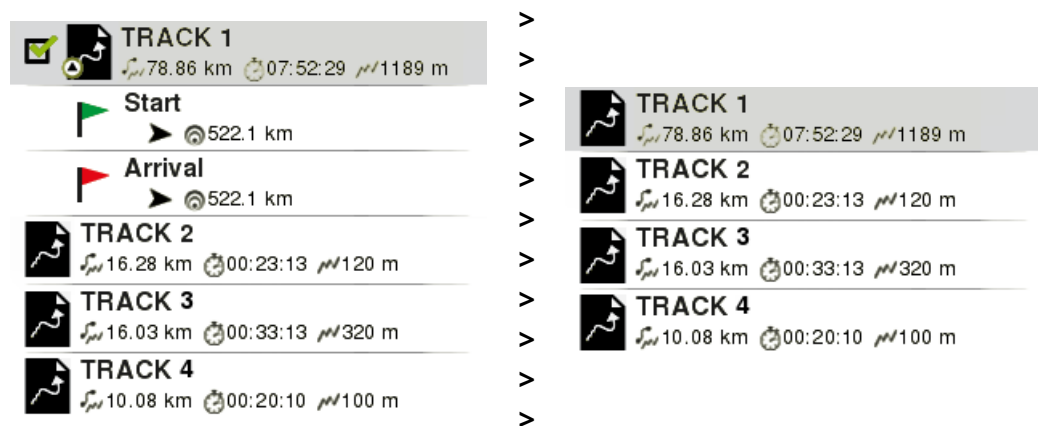 TRACK 1
78.86 km 07:52:29 1189 m
Start
522.1 km
Arrival
522.1 km
TRACK 2
16.28 km 00:23:13 120 m
TRACK 3
16.03 km 00:33:13 320 m
TRACK 4
10.08 km 00:20:10 100 m
>
>
>
>
>
>
>
>
>
>
>
TRACK 1
78.86 km 07:52:29 1189 m
TRACK 2
16.28 km 00:23:13 120 m
TRACK 3
16.03 km 00:33:13 320 m
TRACK 4
10.08 km 00:20:10 100 m